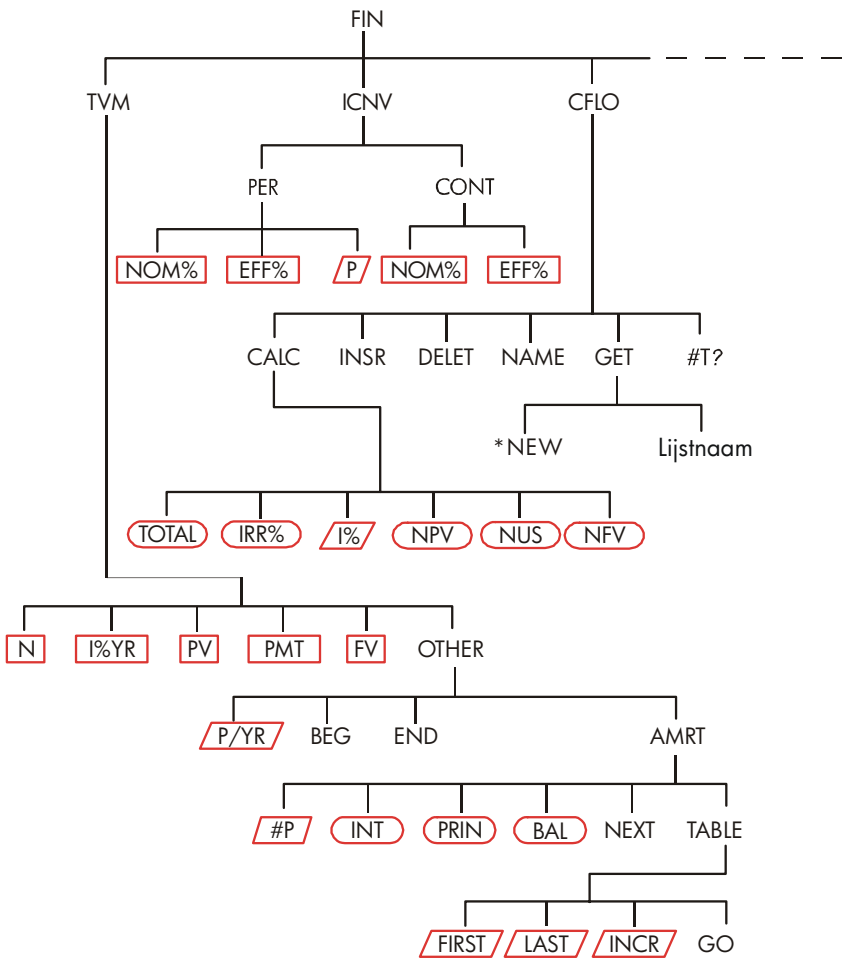 FIN
TVM ICNV CFLO
PER CONT
NOM% EFF% P NOM% EFF%
CALC INSR DELET NAME GET #T?
*NEW Lijstnaam
TOTAL IRR% I% NPV NUS NFV
N I%YR PV PMT FV OTHER
P/YR BEG END AMRT
#P INT PRIN BAL NEXT TABLE
FIRST LAST INCR GO